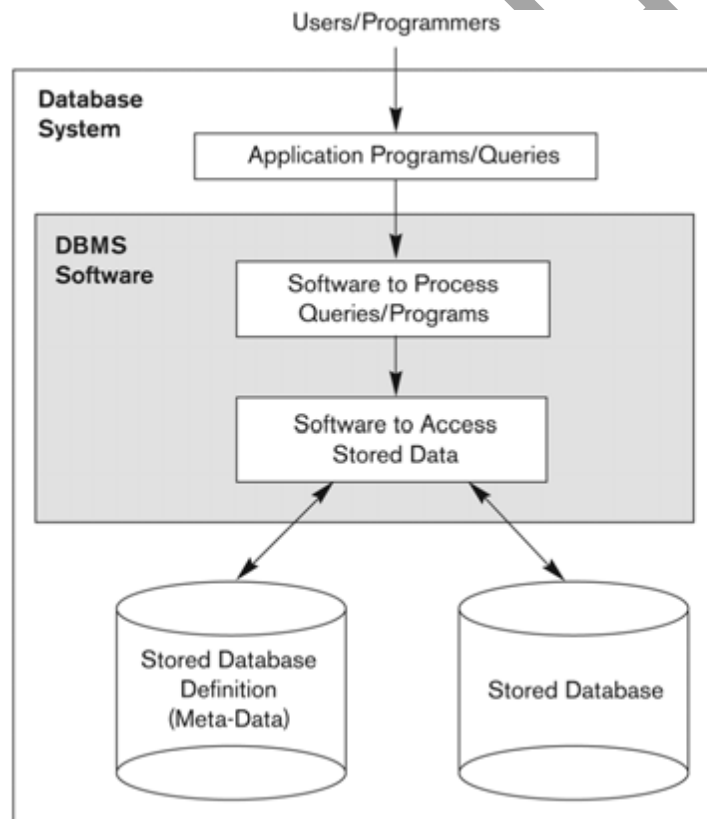 Users/Programmers
Database
System
Application Programs/Queries
DBMS
Software
Software to Process
Queries/Programs
Software to Access
Stored Data
Stored Database
Definition
(Meta-Data)
Stored Database